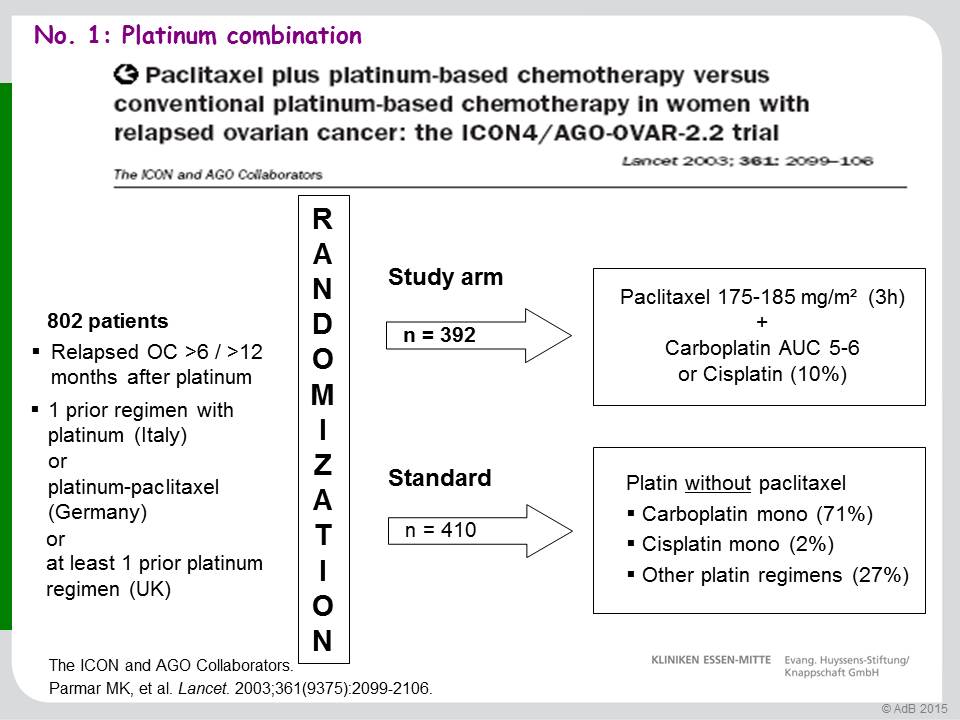 No. 1: Platinum combination
Paclitaxel plus platinum-based chemotherapy versus
conventional platinum-based chemotherapy in women with
relapsed ovarian cancer: the ICON4/AGO-OVAR-2.2 trial
Lancet 2003; 361: 2099–106
The ICON and AGO Collaborators
802 patients
▪ Relapsed OC >6 / >12
months after platinum
▪ 1 prior regimen with
platinum (Italy)
or
platinum-paclitaxel
(Germany)
or
at least 1 prior platinum
regimen (UK)
R
A
N
D
O
M
I
Z
A
T
I
O
N
Study arm
n = 392
Paclitaxel 175-185 mg/m² (3h)
+
Carboplatin AUC 5-6
or Cisplatin (10%)
Standard
n = 410
Platin without paclitaxel
▪ Carboplatin mono (71%)
▪ Cisplatin mono (2%)
▪ Other platin regimens (27%)
The ICON and AGO Collaborators.
Parmar MK, et al. Lancet. 2003;361(9375):2099-2106.
KLINIKEN ESSEN-MITTE Evang. Huyssens-Stiftung/
Knappschaft GmbH
© AdB 2015